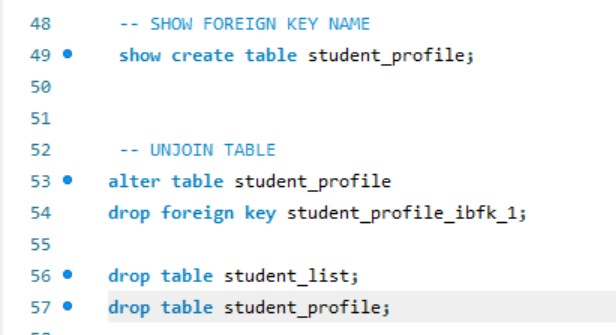 48 -- SHOW FOREIGN KEY NAME
49 show create table student_profile;
50
51
52 -- UNJOIN TABLE
53 alter table student_profile
54 drop foreign key student_profile_ibfk_1;
55
56 drop table student_list;
57 drop table student_profile;